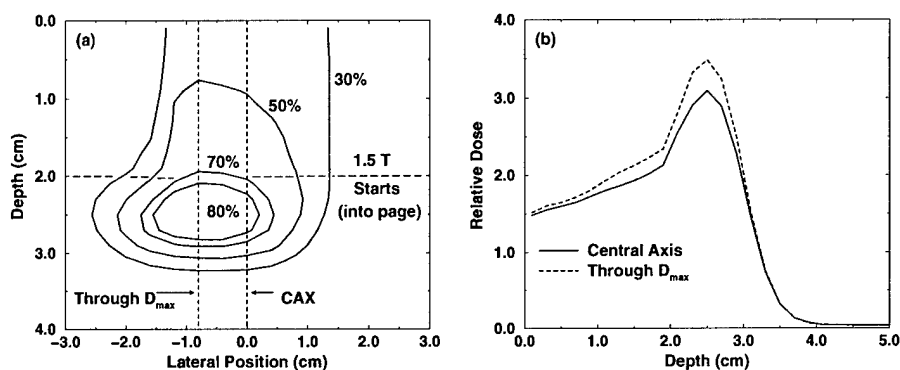 (a)
0.0
1.0
2.0
3.0
4.0
Depth (cm)
30%
50%
70%
80%
1.5 T
Starts
(into page)
Through Dmax
CAX
−3.0 −2.0 −1.0 0.0 1.0 2.0 3.0
Lateral Position (cm)
(b)
4.0
3.0
2.0
1.0
0.0
Relative Dose
Central Axis
Through Dmax
0.0 1.0 2.0 3.0 4.0 5.0
Depth (cm)